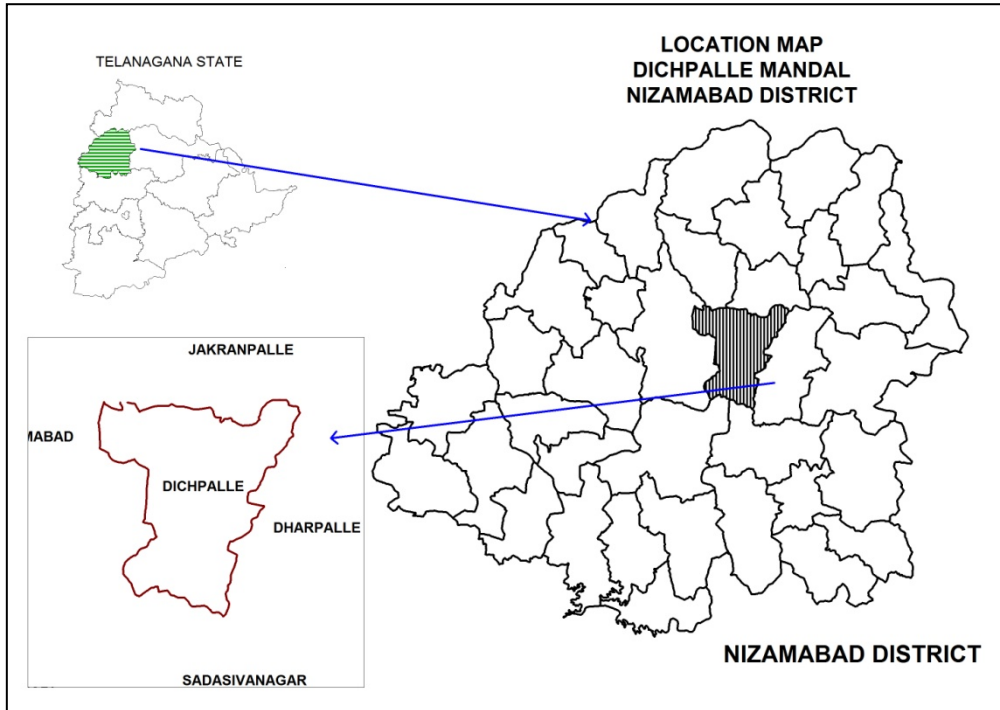 TELANAGANA STATE
LOCATION MAP
DICHPALLE MANDAL
NIZAMABAD DISTRICT
JAKRANPALLE
MABAD
DICHPALLE
DHARPALLE
SADASIVANAGAR
NIZAMABAD DISTRICT